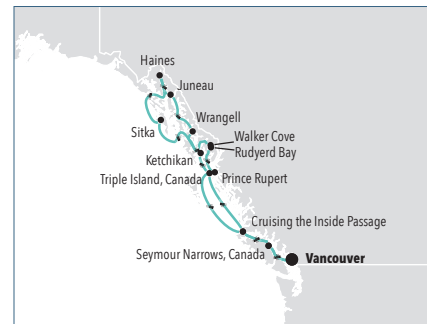 Haines
Juneau
Wrangell
Sitka
Walker Cove
Rudyerd Bay
Ketchikan
Triple Island, Canada
Prince Rupert
Cruising the Inside Passage
Seymour Narrows, Canada
Vancouver